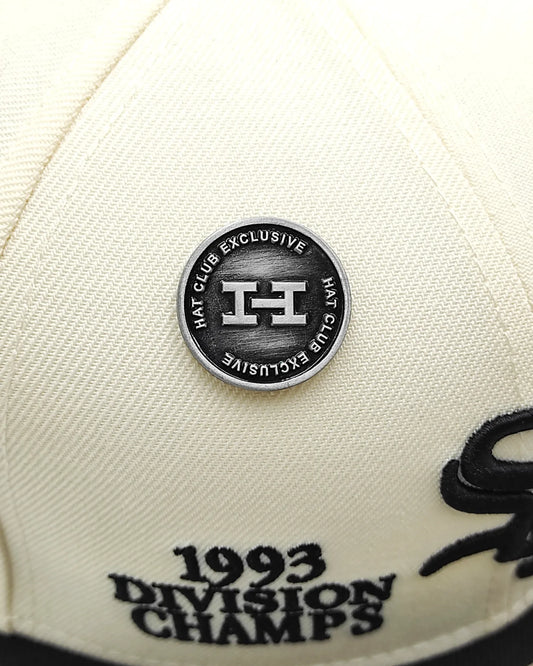 HAT CLUB EXCLUSIVE
HAT CLUB EXCLUSIVE
H
1993
DIVISION
CHAMPS